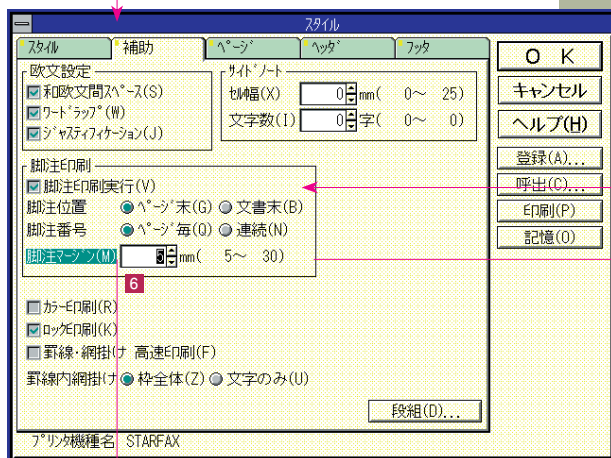 スタイル
スタイル 補助 ページ ヘッダ フッタ
欧文設定
和欧文間スペース(S)
ワードラップ(W)
ジャスティフィケーション(J)
サイドノート
セル幅(X) 0 mm( 0～ 25)
文字数(I) 0 字( 0～ 0)
脚注印刷
脚注印刷実行(V)
脚注位置 ページ末(G) 文書末(B)
脚注番号 ページ毎(Q) 連続(N)
脚注マージン(M) 5 mm( 5～ 30)
6
カラー印刷(R)
ロック印刷(K)
罫線・網掛け 高速印刷(F)
罫線内網掛け 枠全体(Z) 文字のみ(U)
段組(D)...
プリンタ機種名 STARFAX
ＯＫ
キャンセル
ヘルプ(H)
登録(A)...
呼出(C)...
印刷(P)
記憶(O)